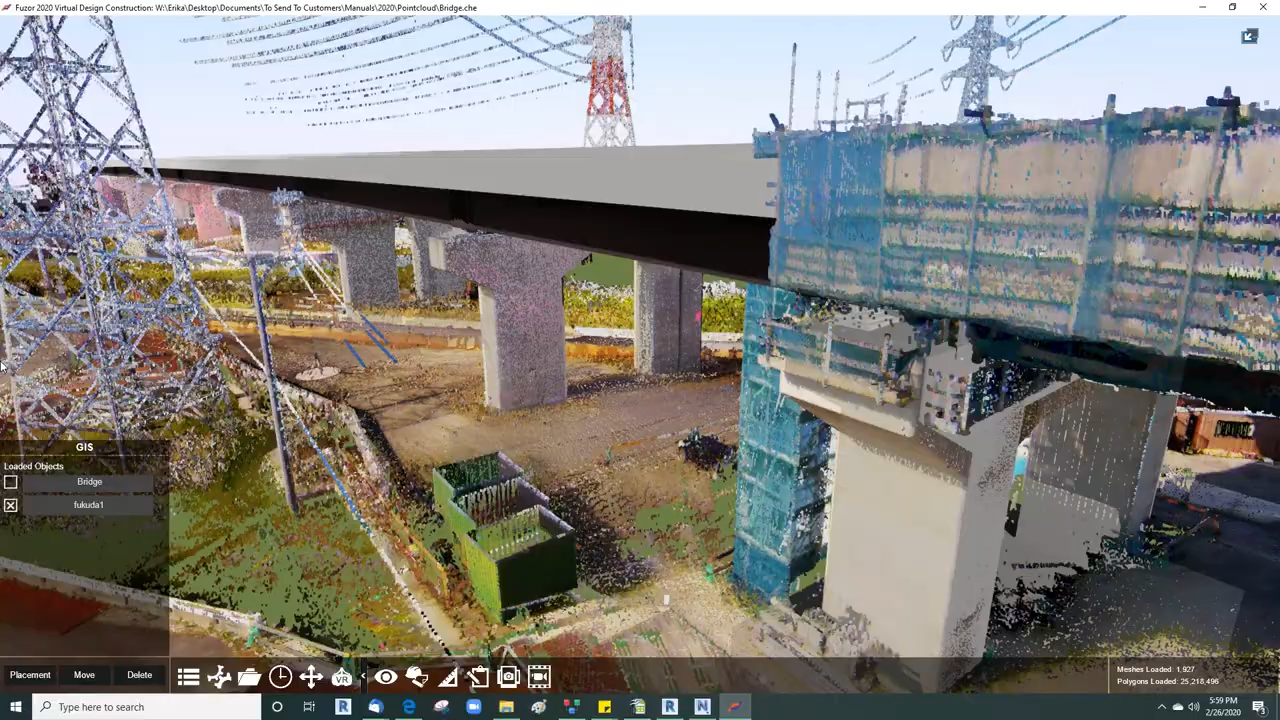 Fuzor 2020 Virtual Design Construction: W:\Erika\Desktop\Documents\To Send To Customers\Manuals\2020\Pointcloud\Bridge.che
GIS
Loaded Objects
Bridge
fukuda1
Placement
Move
Delete
VR
Meshes Loaded: 1,927
Polygons Loaded: 25,218,496
Type here to search
R
R
N
5:59 PM
2/26/2020
3